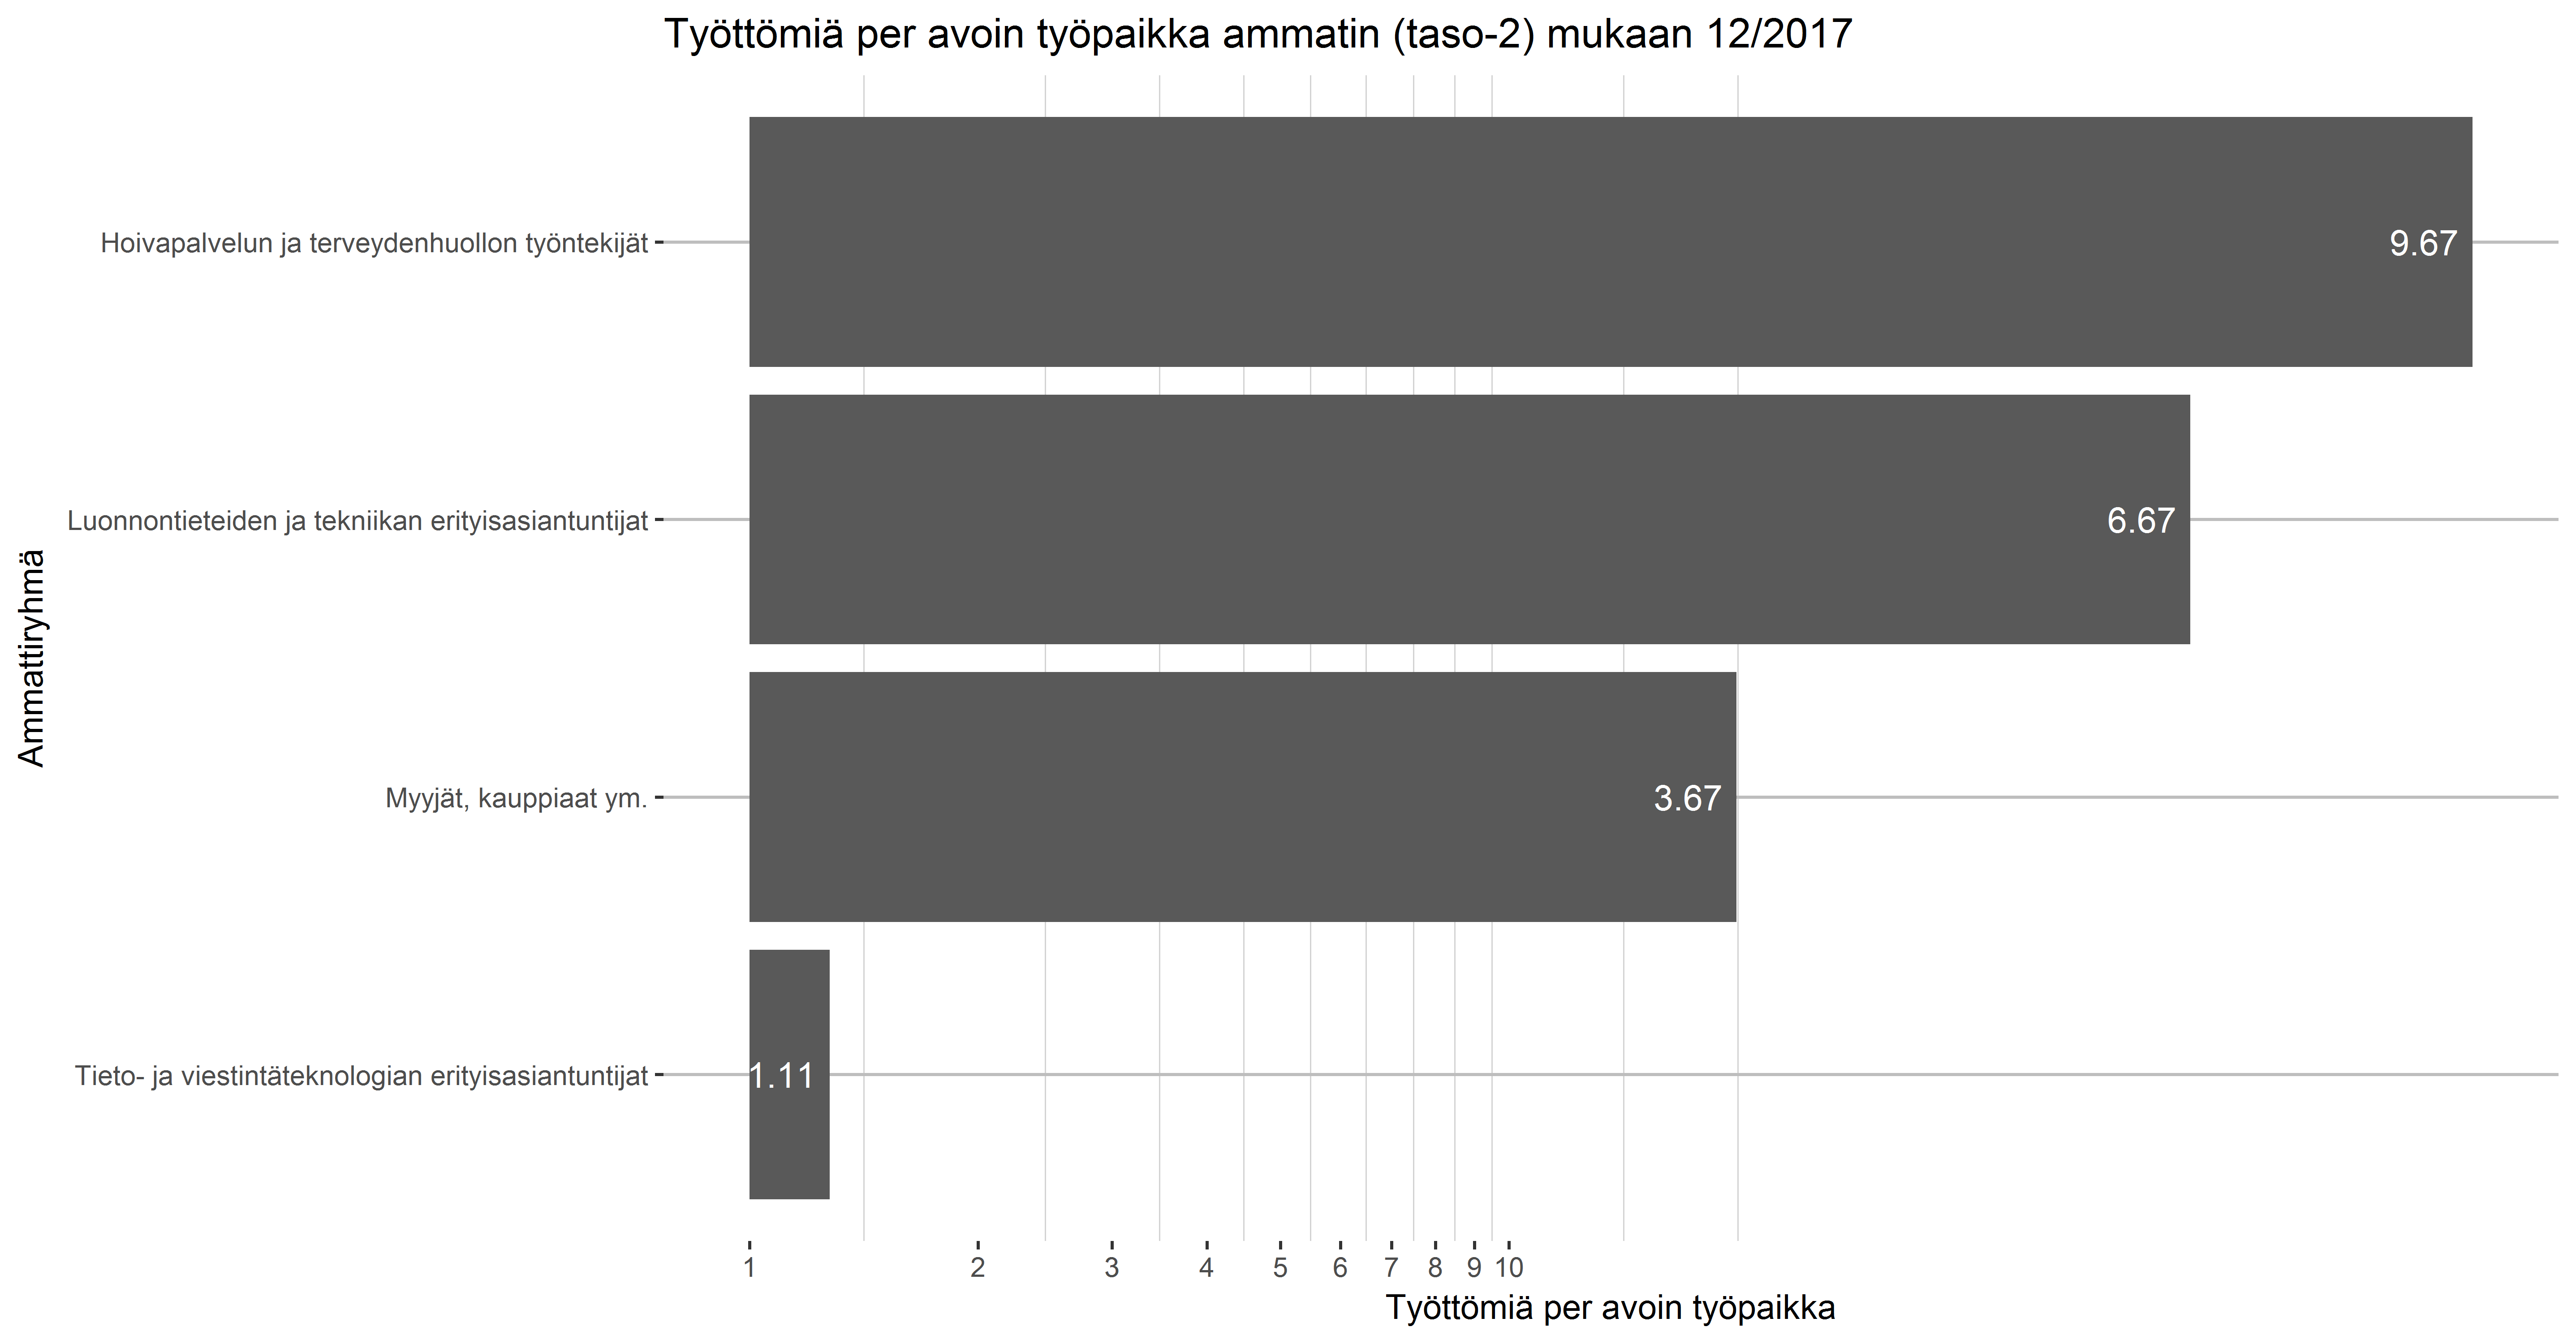 Työttömiä per avoin työpaikka ammatin (taso-2) mukaan 12/2017
Ammattiryhmä
Hoivapalvelun ja terveydenhuollon työntekijät
9.67
Luonnontieteiden ja tekniikan erityisasiantuntijat
6.67
Myyjät, kauppiaat ym.
3.67
Tieto- ja viestintäteknologian erityisasiantuntijat
1.11
1 2 3 4 5 6 7 8 9 10
Työttömiä per avoin työpaikka